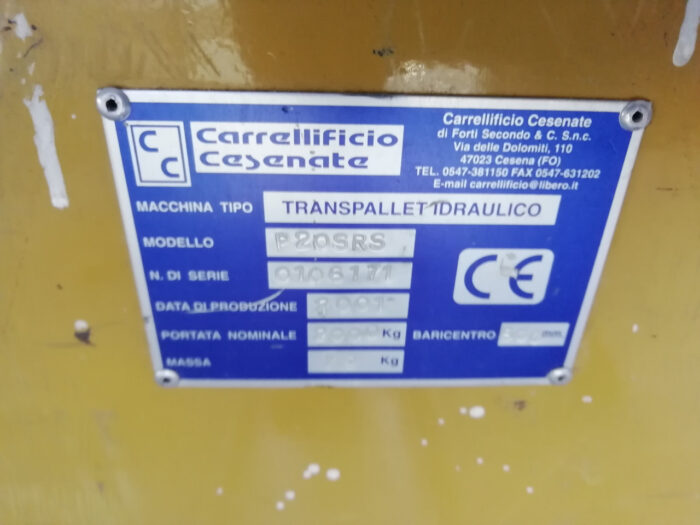 C C
Carrellificio
Cesenate
Carrellificio Cesenate
di Forti Secondo & C. S.n.c.
Via delle Dolomiti, 110
47023 Cesena (FO)
TEL. 0547-381150 FAX 0547-631202
E-mail carrellificio@libero.it
MACCHINA TIPO TRANSPALLET IDRAULICO
MODELLO P20SRS
N. DI SERIE 0106171
CE
DATA DI PRODUZIONE 2001
PORTATA NOMINALE Kg BARICENTRO mm
MASSA Kg